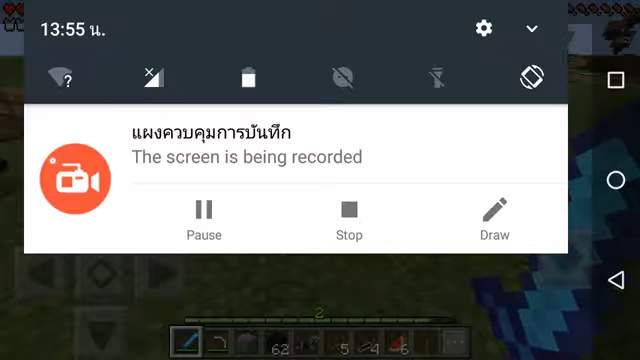 13:55 น.
?
แผงควบคุมการบันทึก
The screen is being recorded
Pause
Stop
Draw
2
62
5
4
6